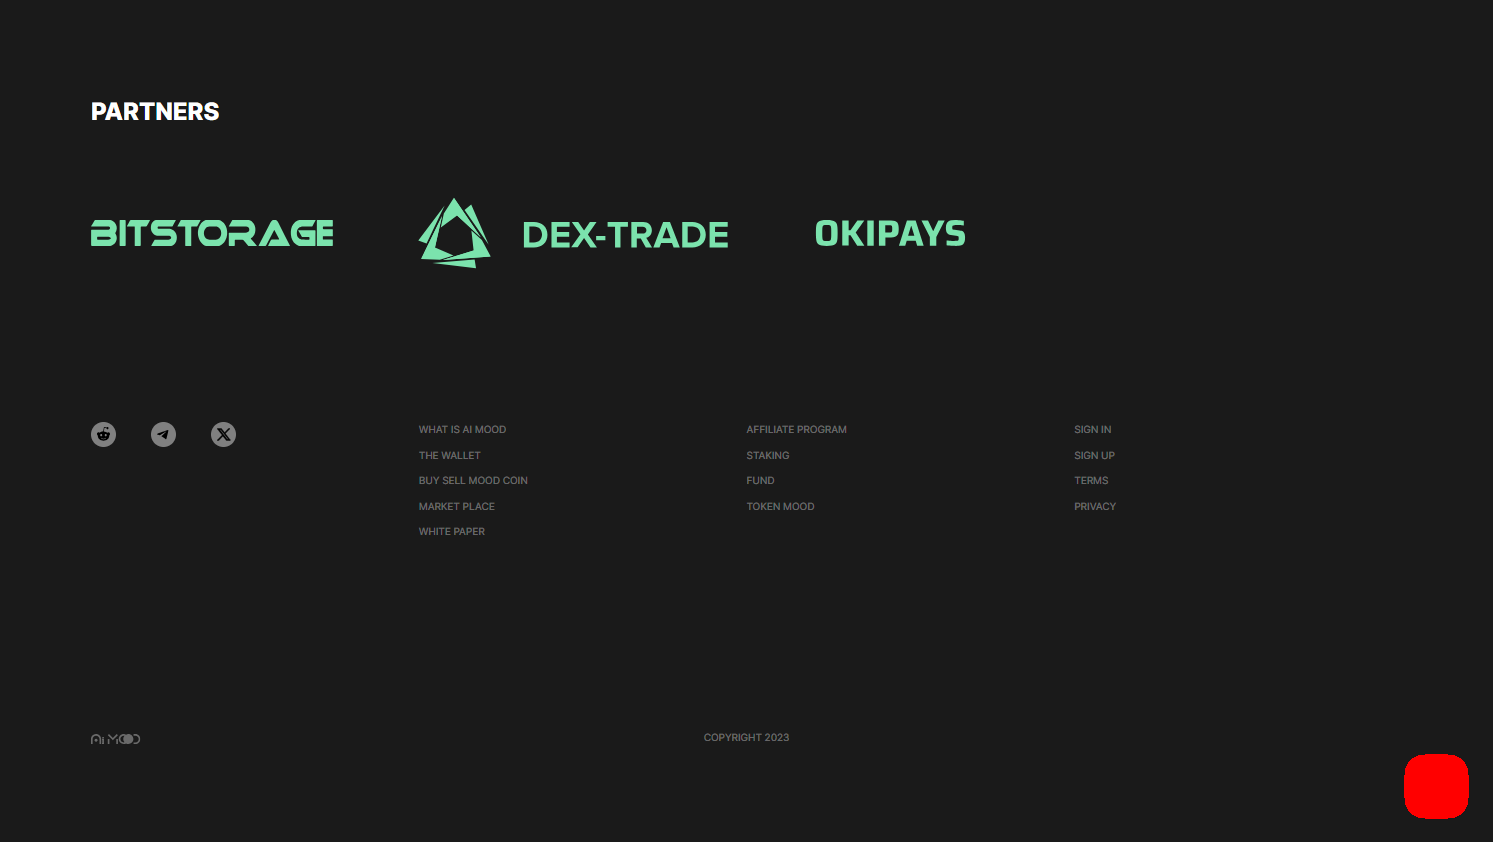 PARTNERS
BITSTORAGE
DEX-TRADE
OKIPAYS
WHAT IS AI MOOD
THE WALLET
BUY SELL MOOD COIN
MARKET PLACE
WHITE PAPER
AFFILIATE PROGRAM
STAKING
FUND
TOKEN MOOD
SIGN IN
SIGN UP
TERMS
PRIVACY
Ai MOOD
COPYRIGHT 2023